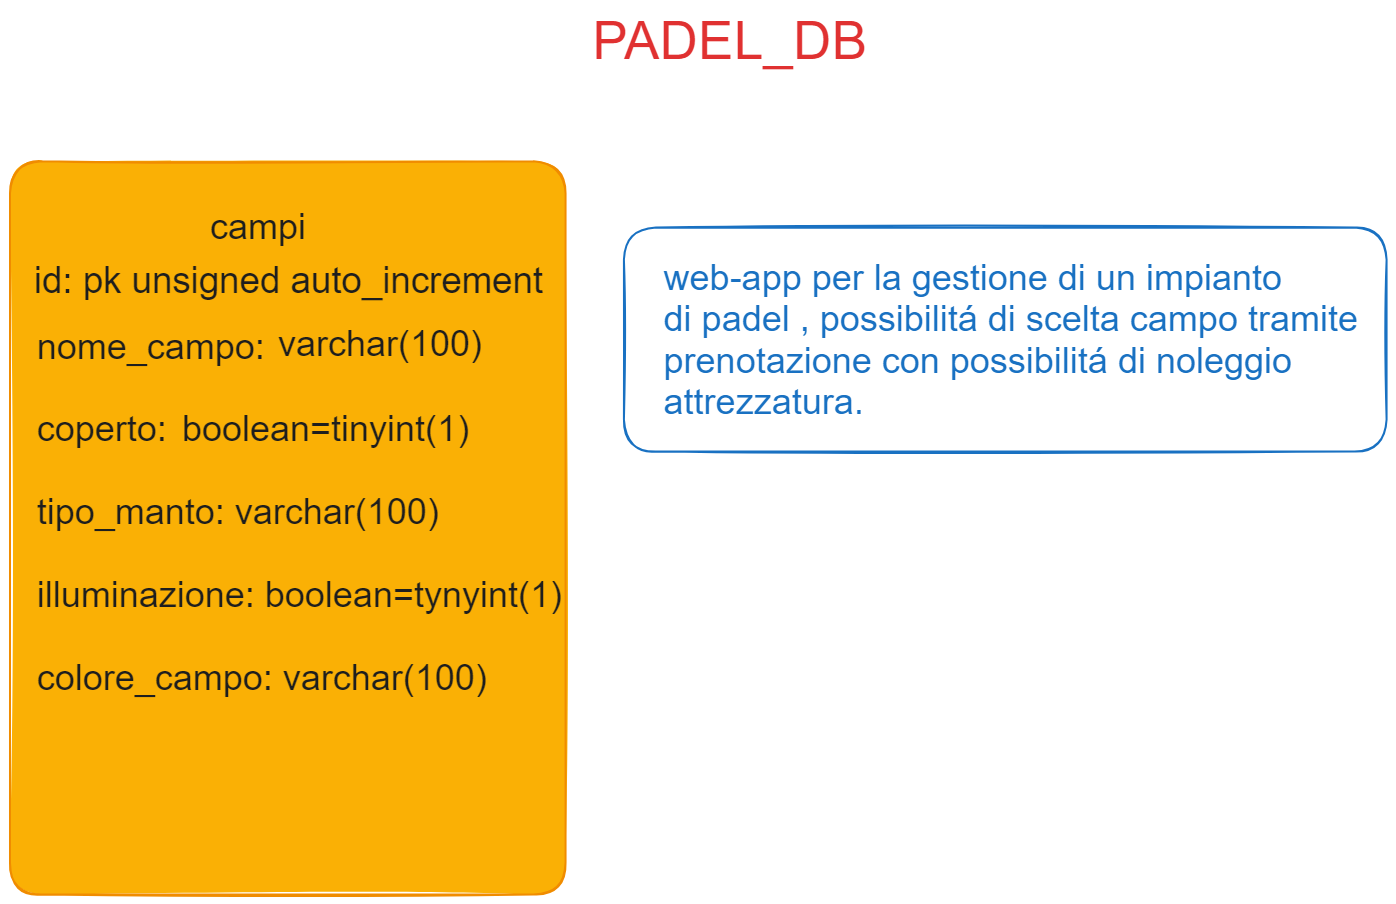 PADEL_DB
campi
id: pk unsigned auto_increment
nome_campo: varchar(100)
coperto: boolean=tinyint(1)
tipo_manto: varchar(100)
illuminazione: boolean=tynyint(1)
colore_campo: varchar(100)
web-app per la gestione di un impianto
di padel , possibilitá di scelta campo tramite
prenotazione con possibilitá di noleggio
attrezzatura.